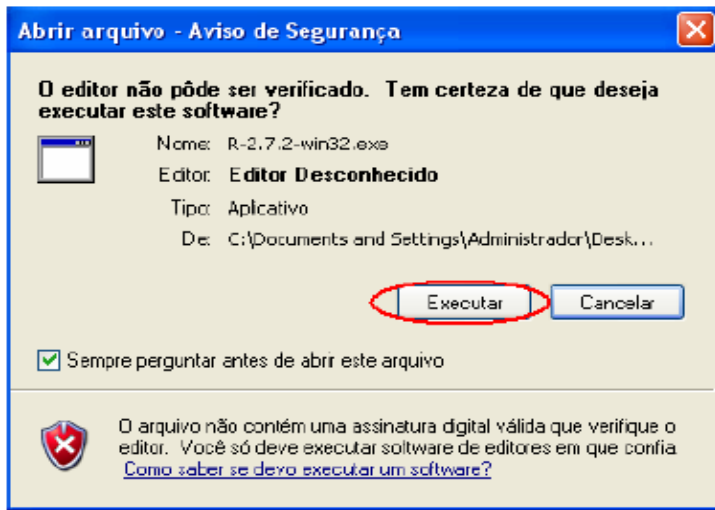 Abrir arquivo - Aviso de Segurança
O editor não pôde ser verificado. Tem certeza de que deseja
executar este software?
Nome: R-2.7.2-win32.exe
Editor: Editor Desconhecido
Tipo: Aplicativo
De: C:\Documents and Settings\Administrador\Desk...
Executar Cancelar
Sempre perguntar antes de abrir este arquivo
O arquivo não contém uma assinatura digital válida que verifique o
editor. Você só deve executar software de editores em que confia.
Como saber se devo executar um software?